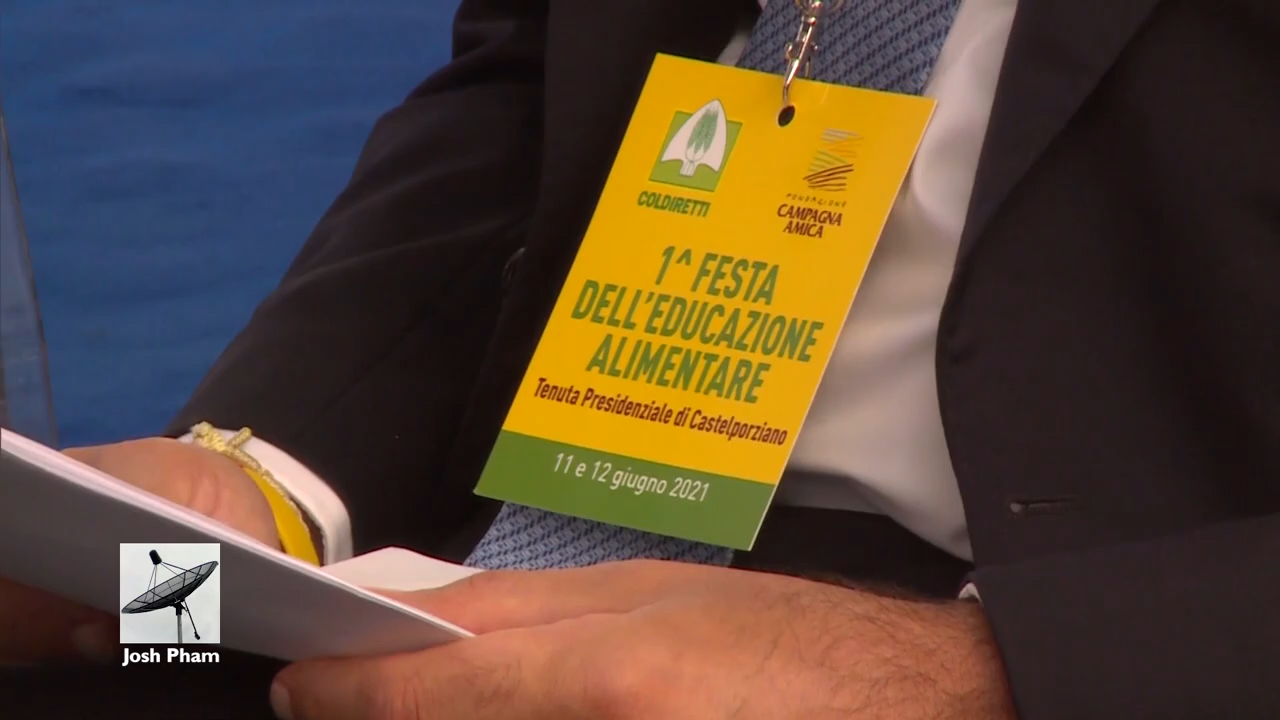 COLDIRETTI
FONDAZIONE
CAMPAGNA
AMICA
1^ FESTA
DELL'EDUCAZIONE
ALIMENTARE
Tenuta Presidenziale di Castelporziano
11 e 12 giugno 2021
Josh Pham